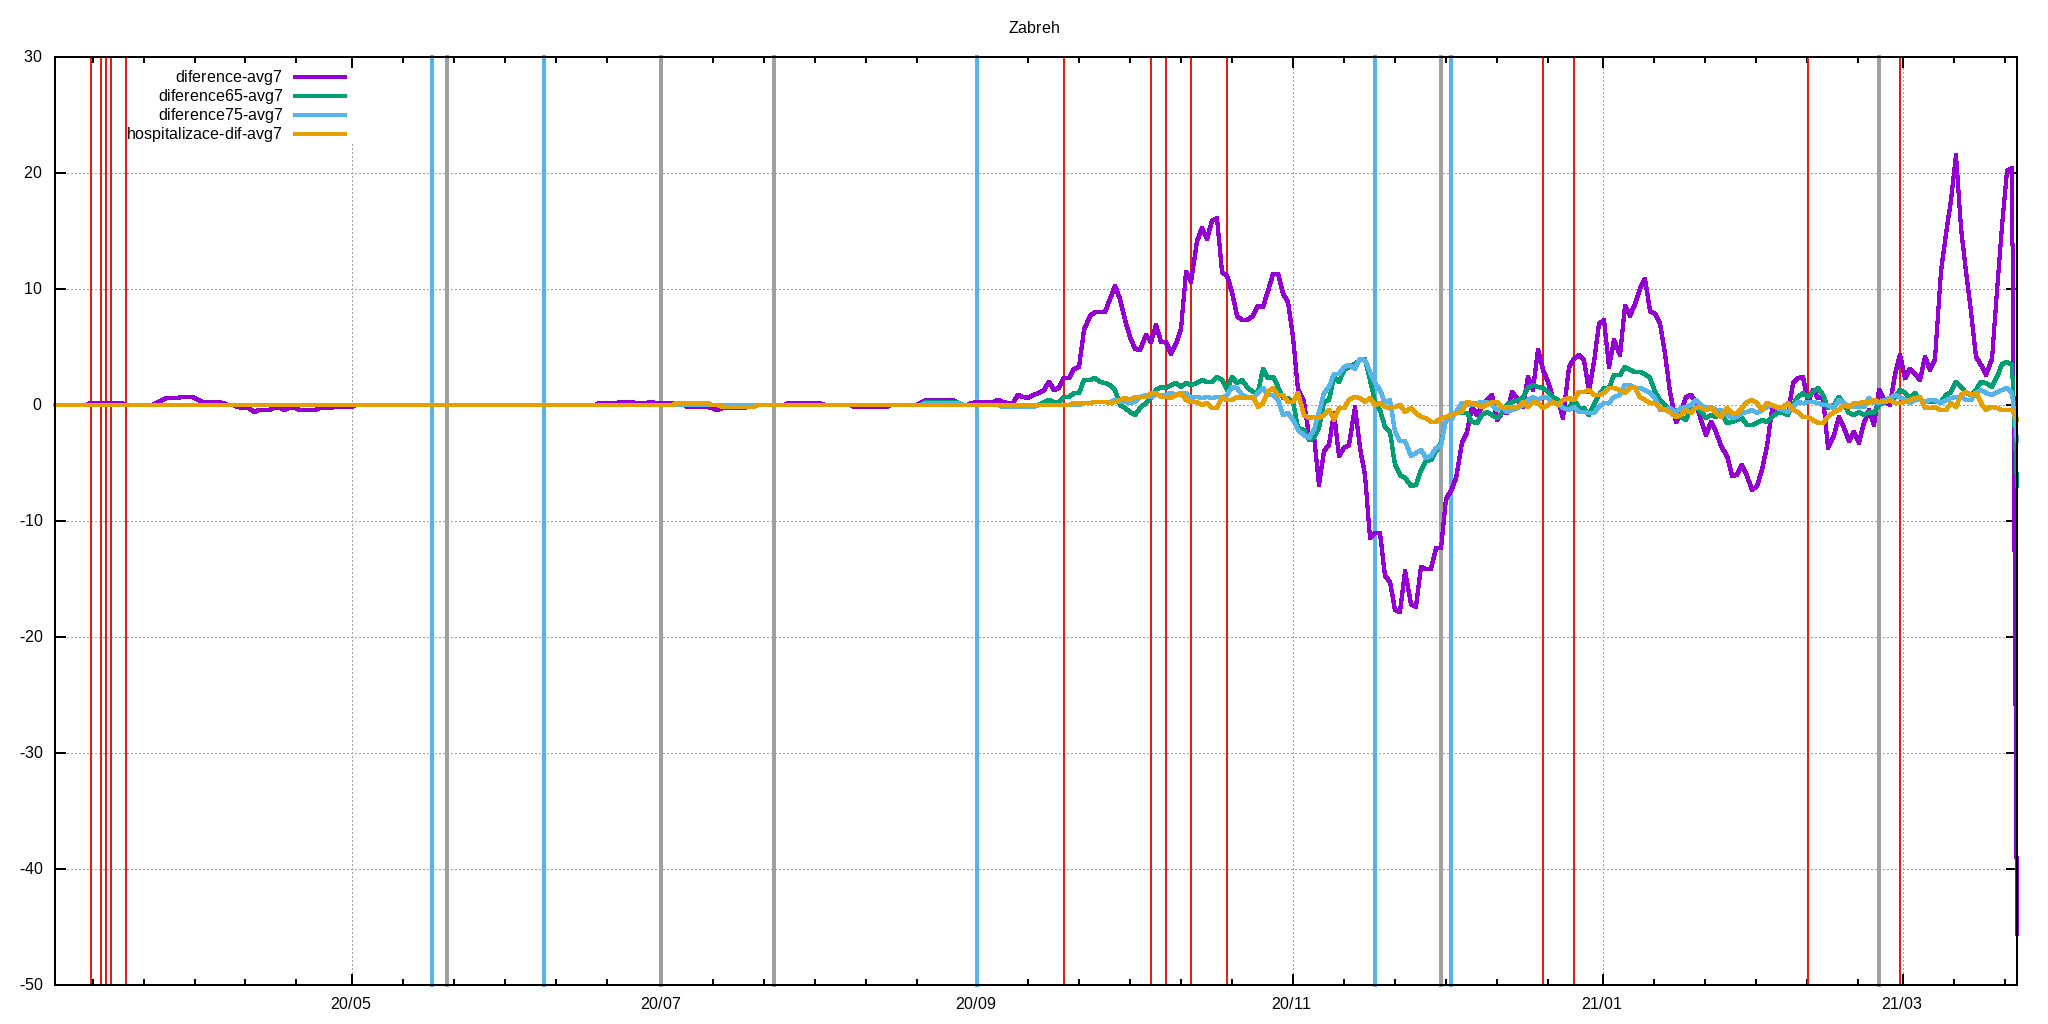 Zabreh
30
diference-avg7
diference65-avg7
diference75-avg7
hospitalizace-dif-avg7
20
10
0
-10
-20
-30
-40
-50
20/05 20/07 20/09 20/11 21/01 21/03